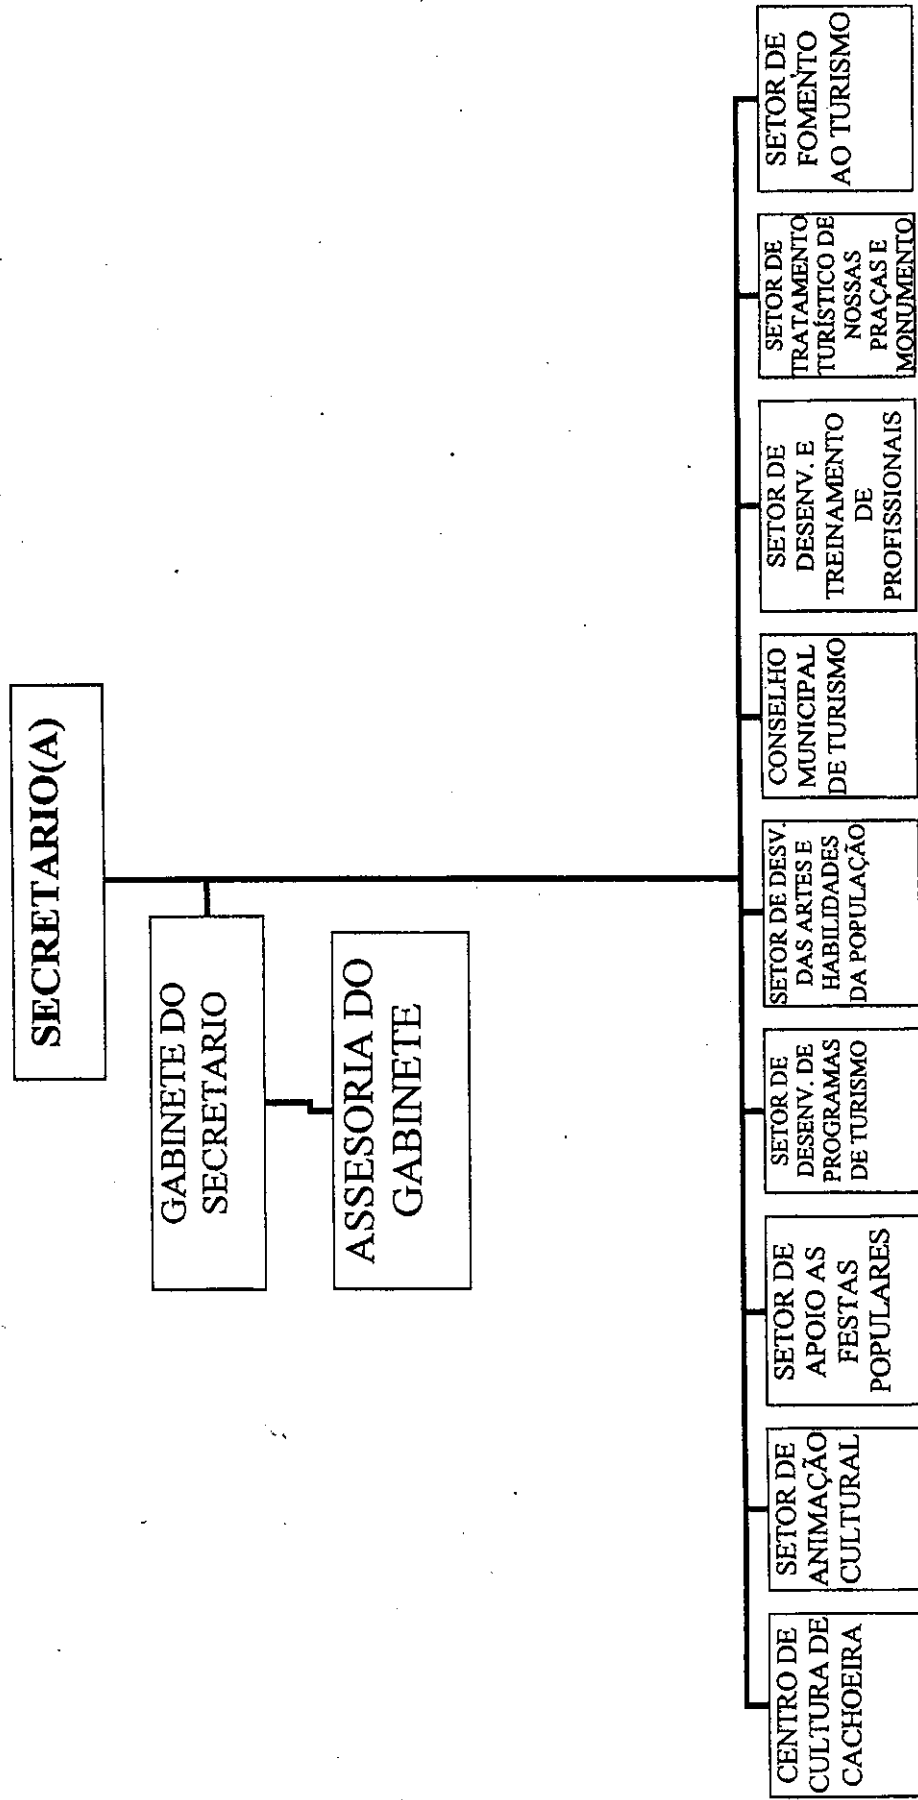 SECRETARIO(A)
GABINETE DO
SECRETARIO
ASSESORIA DO
GABINETE
CENTRO DE
CULTURA DE
CACHOEIRA
SETOR DE
ANIMAÇÃO
CULTURAL
SETOR DE
APOIO AS
FESTAS
POPULARES
SETOR DE
DESENV. DE
PROGRAMAS
DE TURISMO
SETOR DE DESV.
DAS ARTES E
HABILIDADES
DA POPULAÇÃO
CONSELHO
MUNICIPAL
DE TURISMO
SETOR DE
DESENV. E
TREINAMENTO
DE
PROFISSIONAIS
SETOR DE
TRATAMENTO
TURÍSTICO DE
NOSSAS
PRAÇAS E
MONUMENTO
SETOR DE
FOMENTO
AO TURISMO